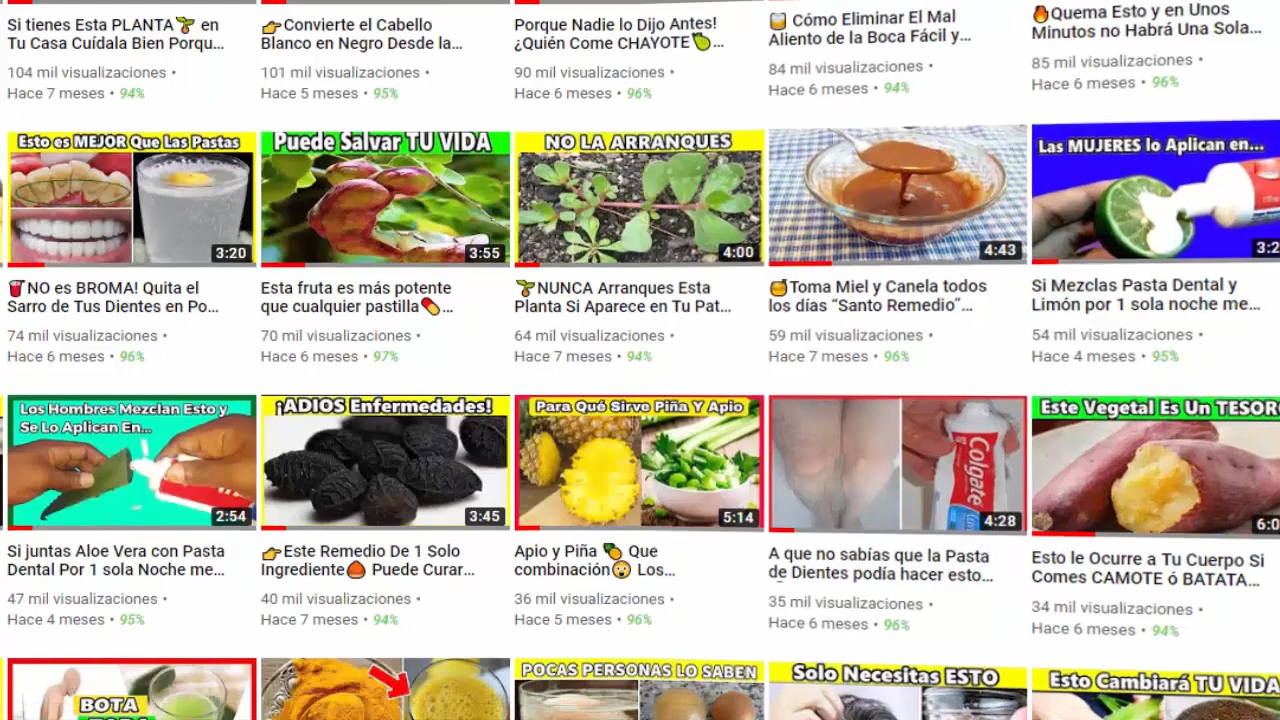 Si tienes Esta PLANTA🌱 en
Tu Casa Cuídala Bien Porqu...
104 mil visualizaciones •
Hace 7 meses • 94%
👉Convierte el Cabello
Blanco en Negro Desde la...
101 mil visualizaciones •
Hace 5 meses • 95%
Porque Nadie lo Dijo Antes!
¿Quién Come CHAYOTE🍐...
90 mil visualizaciones •
Hace 6 meses • 96%
🥃 Cómo Eliminar El Mal
Aliento de la Boca Fácil y...
84 mil visualizaciones •
Hace 6 meses • 94%
🔥Quema Esto y en Unos
Minutos no Habrá Una Sola...
85 mil visualizaciones •
Hace 6 meses • 96%
Esto es MEJOR Que Las Pastas
3:20
🥤NO es BROMA! Quita el
Sarro de Tus Dientes en Po...
74 mil visualizaciones •
Hace 6 meses • 96%
Puede Salvar TU VIDA
3:55
Esta fruta es más potente
que cualquier pastilla💊...
70 mil visualizaciones •
Hace 6 meses • 97%
NO LA ARRANQUES
4:00
🌱NUNCA Arranques Esta
Planta Si Aparece en Tu Pat...
64 mil visualizaciones •
Hace 7 meses • 94%
4:43
🍯Toma Miel y Canela todos
los días “Santo Remedio”...
59 mil visualizaciones •
Hace 7 meses • 96%
Las MUJERES lo Aplican en...
3:2
Si Mezclas Pasta Dental y
Limón por 1 sola noche me...
54 mil visualizaciones •
Hace 4 meses • 95%
Los Hombres Mezclan Esto y
Se Lo Aplican En...
2:54
Si juntas Aloe Vera con Pasta
Dental Por 1 sola Noche me...
47 mil visualizaciones •
Hace 4 meses • 95%
¡ADIOS Enfermedades!
3:45
👉Este Remedio De 1 Solo
Ingrediente🌰 Puede Curar...
40 mil visualizaciones •
Hace 7 meses • 94%
Para Qué Sirve Piña Y Apio
5:14
Apio y Piña 🍍 Que
combinación😮 Los...
36 mil visualizaciones •
Hace 5 meses • 96%
Colgate
4:28
A que no sabías que la Pasta
de Dientes podía hacer esto...
35 mil visualizaciones •
Hace 6 meses • 96%
Este Vegetal Es Un TESOR
6:0
Esto le Ocurre a Tu Cuerpo Si
Comes CAMOTE ó BATATA...
34 mil visualizaciones •
Hace 6 meses • 94%
BOTA
POCAS PERSONAS LO SABEN
Solo Necesitas ESTO
Esto Cambiará TU VIDA